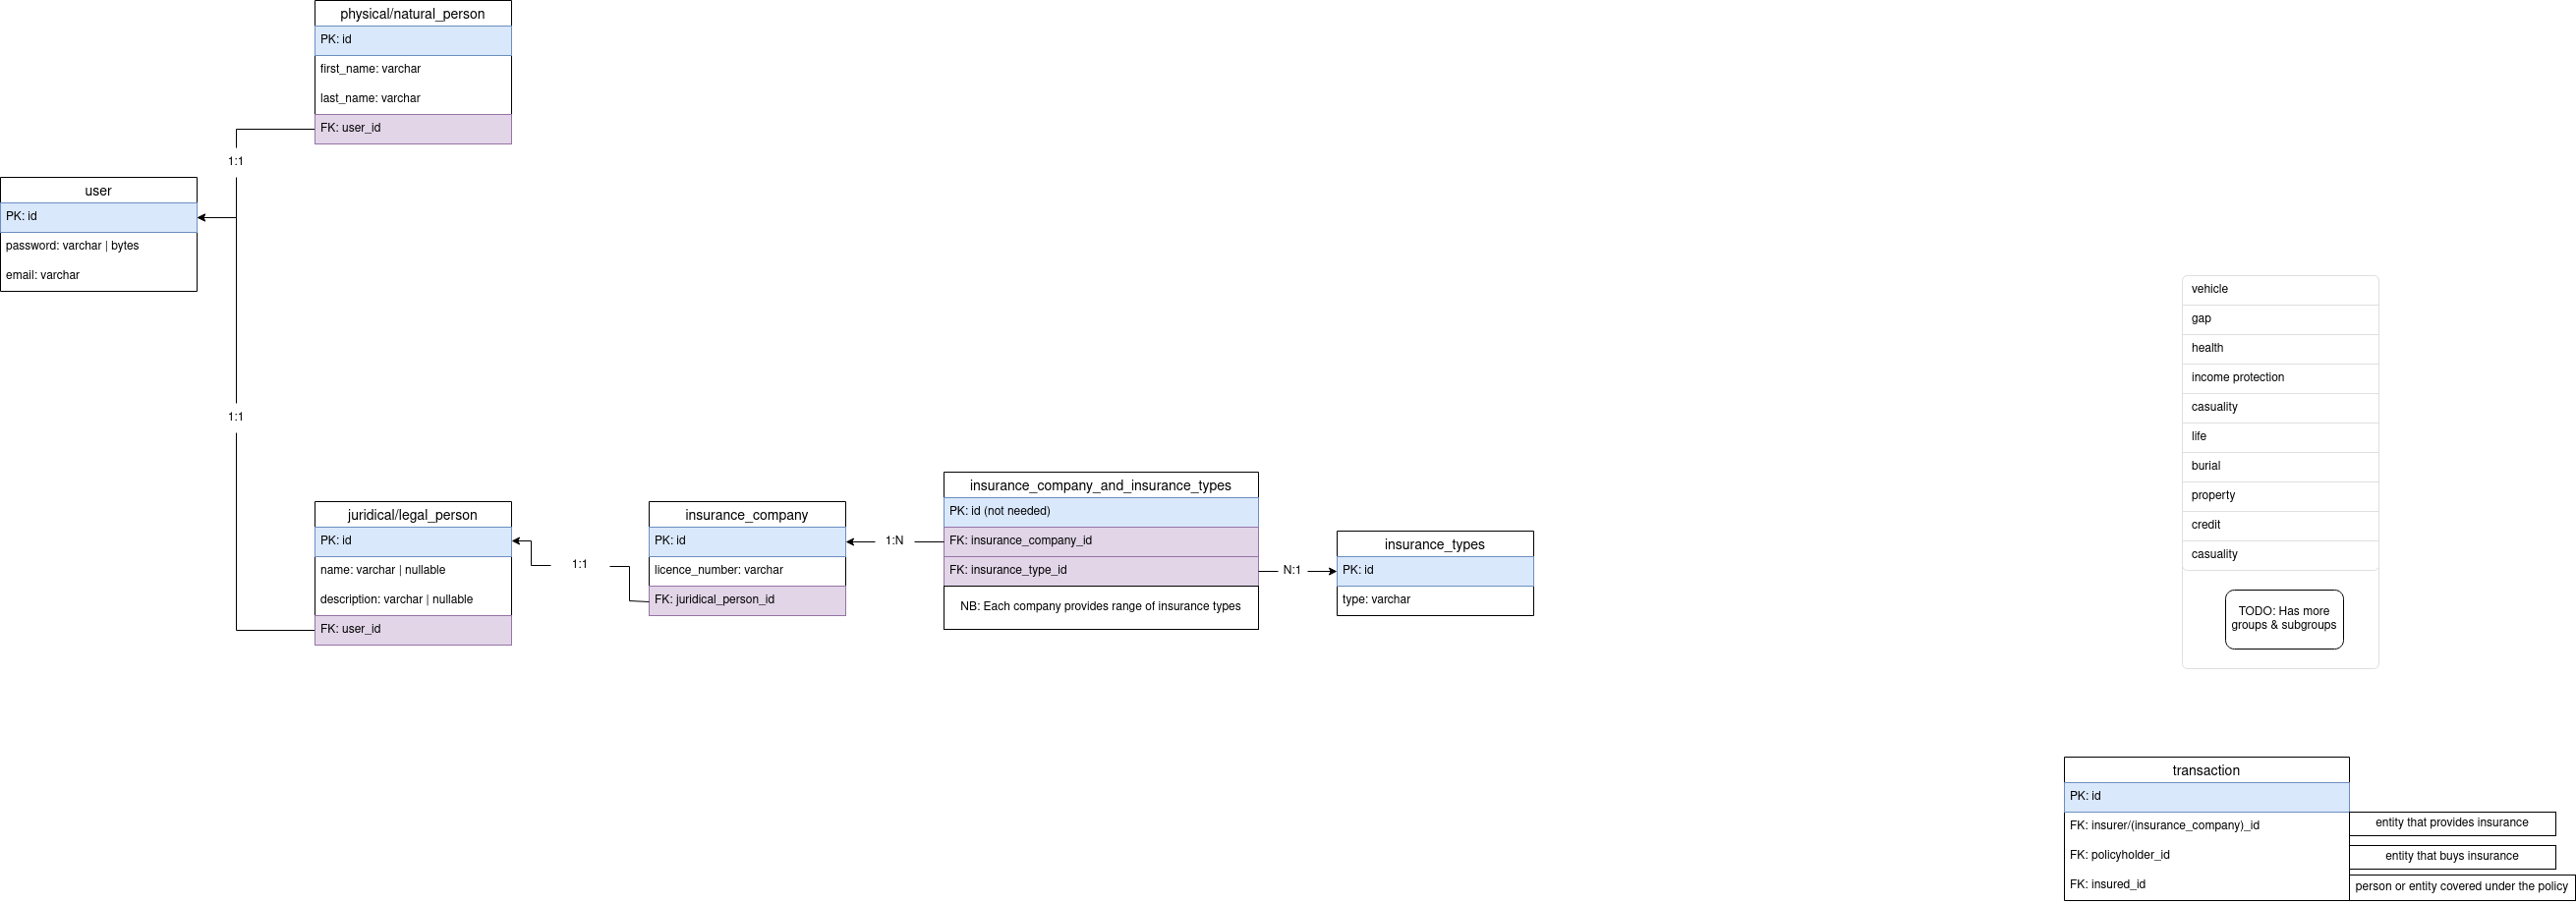 physical/natural_person
PK: id
first_name: varchar
last_name: varchar
FK: user_id
1:1
user
PK: id
password: varchar | bytes
email: varchar
1:1
juridical/legal_person
PK: id
name: varchar | nullable
description: varchar | nullable
FK: user_id
1:1
insurance_company
PK: id
licence_number: varchar
FK: juridical_person_id
1:N
insurance_company_and_insurance_types
PK: id (not needed)
FK: insurance_company_id
FK: insurance_type_id
NB: Each company provides range of insurance types
N:1
insurance_types
PK: id
type: varchar
vehicle
gap
health
income protection
casuality
life
burial
property
credit
casuality
TODO: Has more
groups & subgroups
transaction
PK: id
FK: insurer/(insurance_company)_id
entity that provides insurance
FK: policyholder_id
entity that buys insurance
FK: insured_id
person or entity covered under the policy